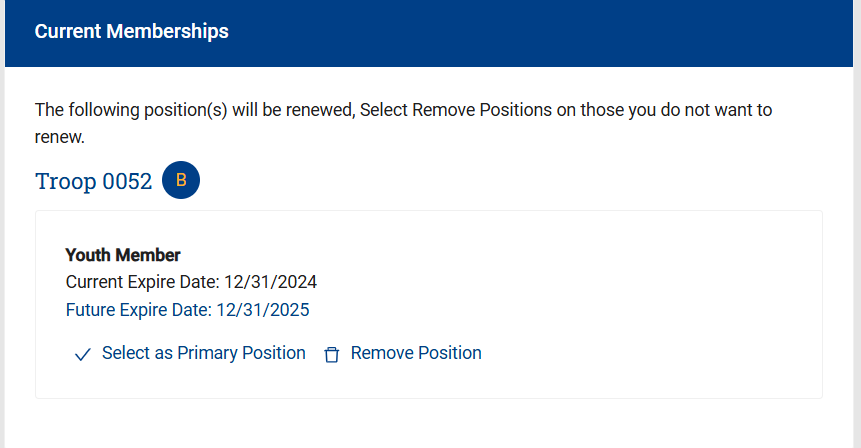 Current Memberships
The following position(s) will be renewed, Select Remove Positions on those you do not want to
renew.
Troop 0052 B
Youth Member
Current Expire Date: 12/31/2024
Future Expire Date: 12/31/2025
Select as Primary Position Remove Position